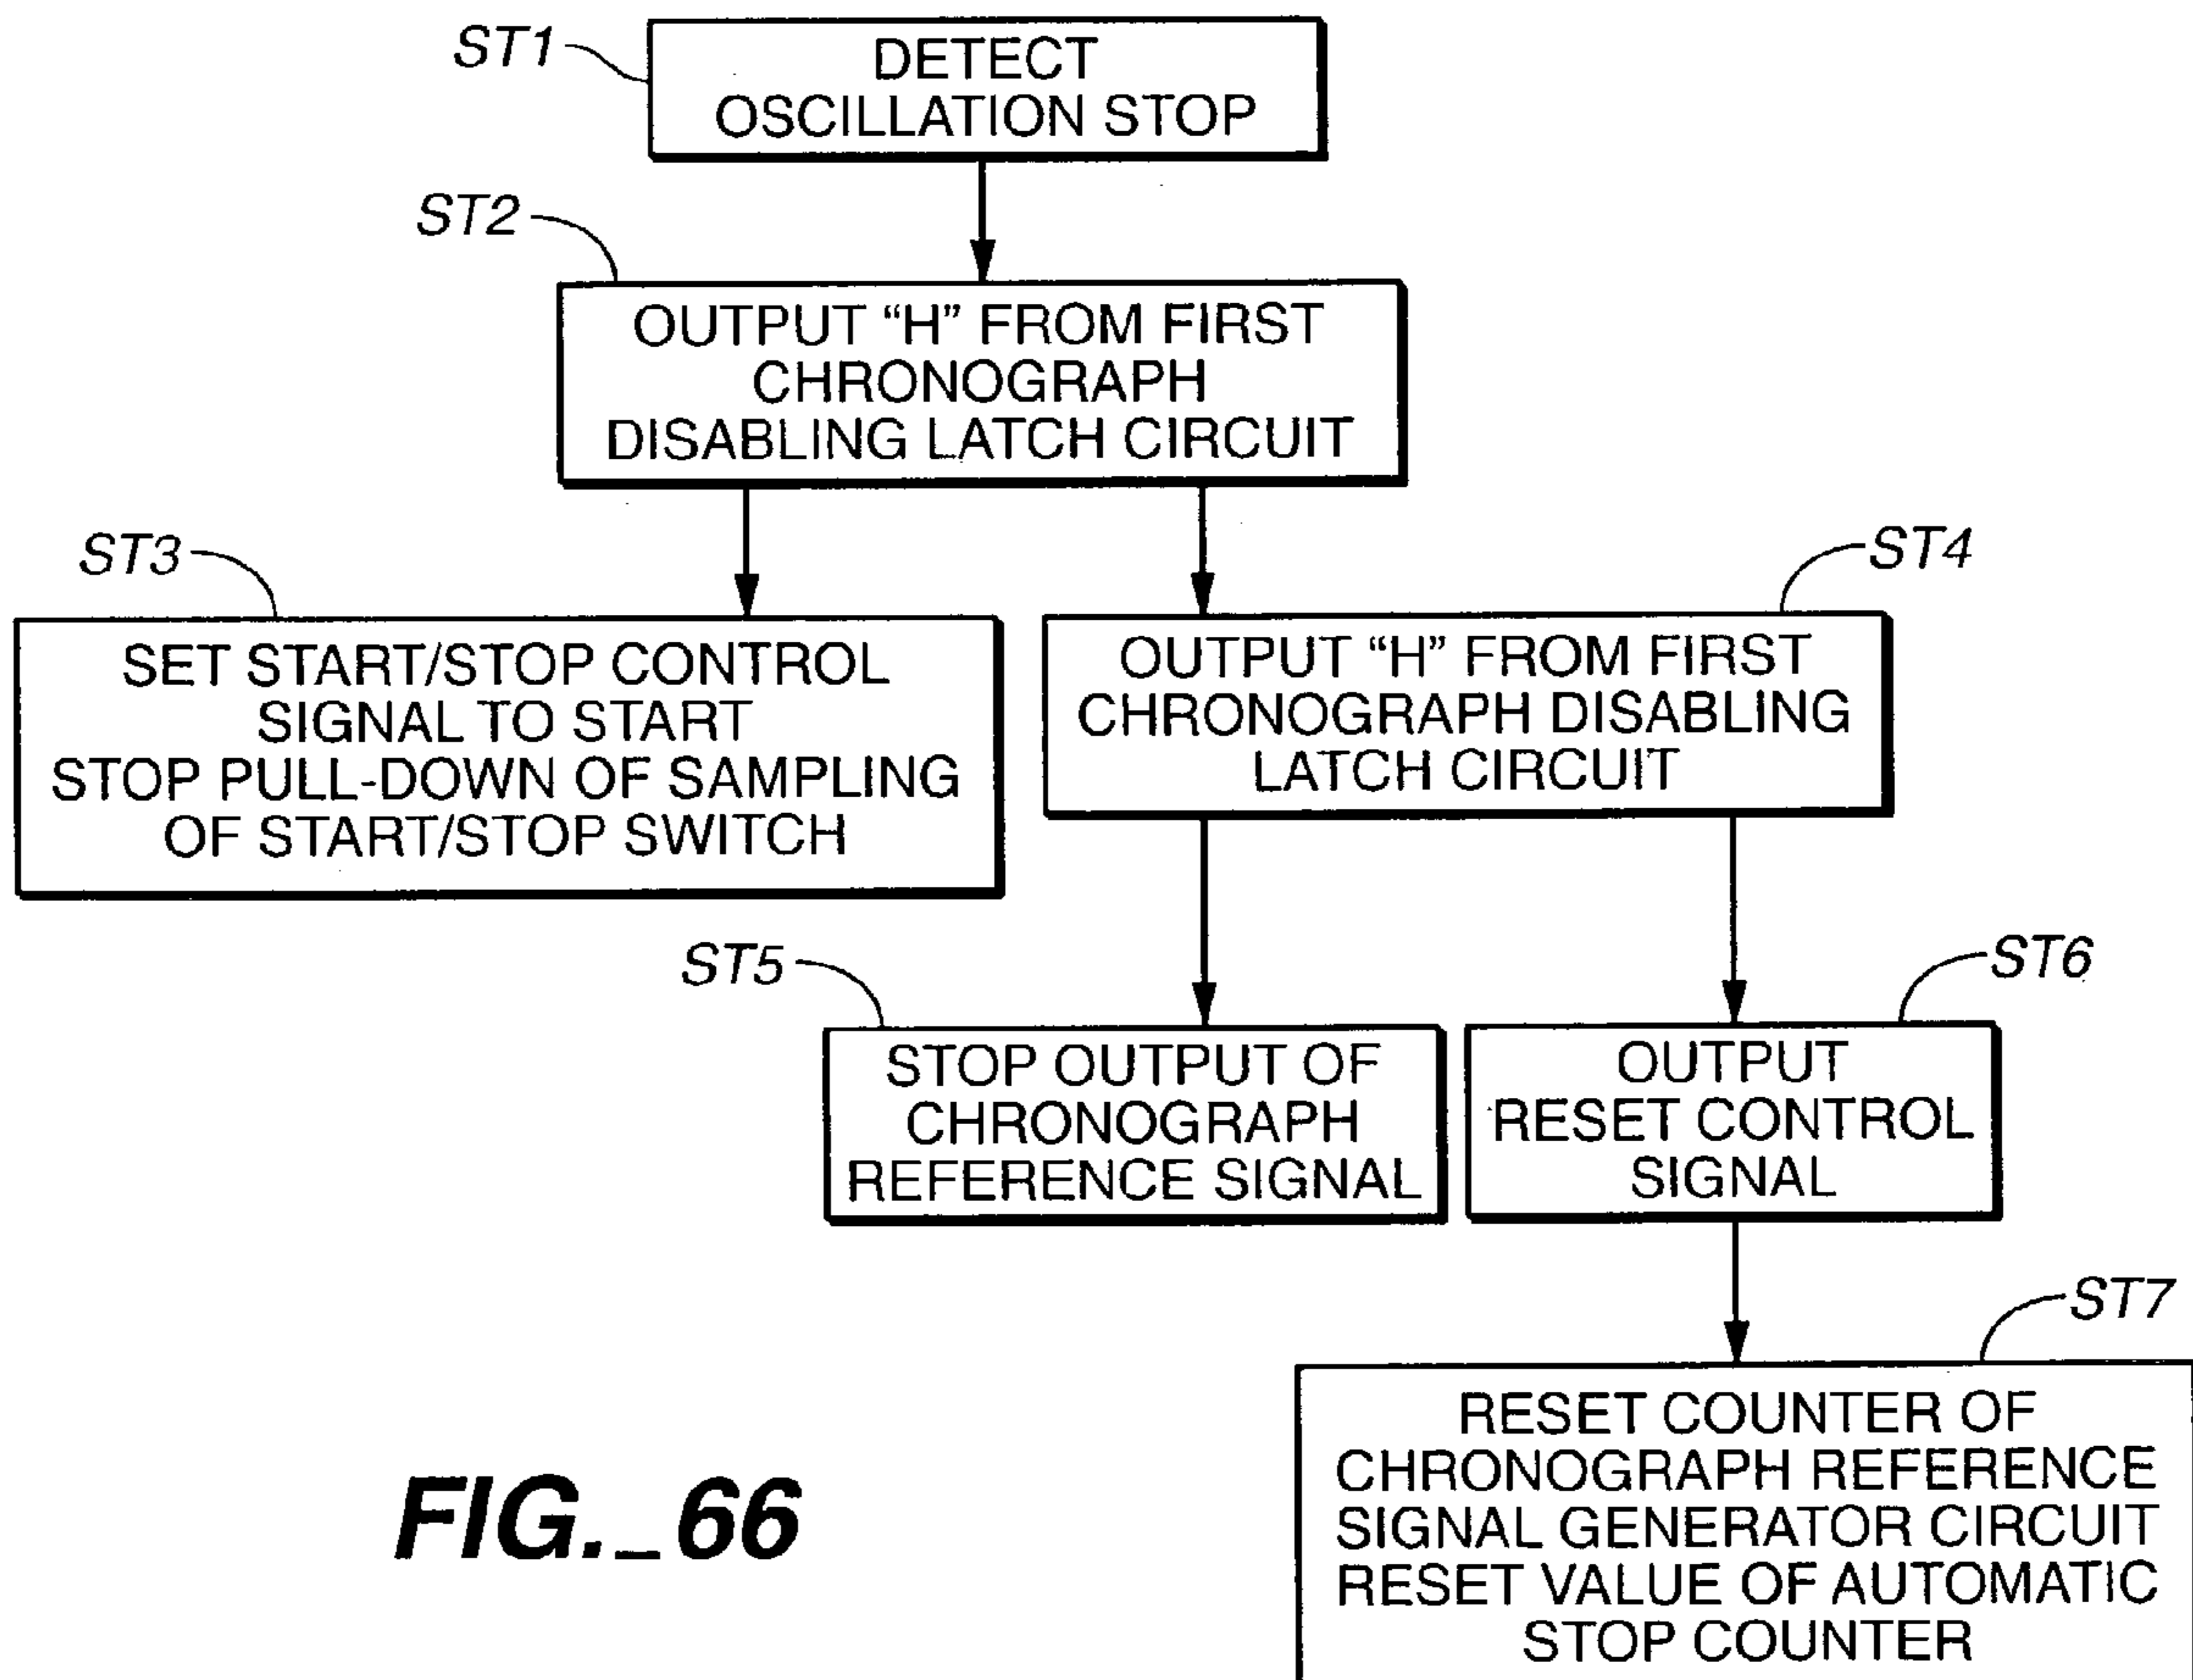 ST1
DETECT
OSCILLATION STOP
ST2
OUTPUT “H” FROM FIRST
CHRONOGRAPH
DISABLING LATCH CIRCUIT
ST3
SET START/STOP CONTROL
SIGNAL TO START
STOP PULL-DOWN OF SAMPLING
OF START/STOP SWITCH
ST4
OUTPUT “H” FROM FIRST
CHRONOGRAPH DISABLING
LATCH CIRCUIT
ST5
STOP OUTPUT OF
CHRONOGRAPH
REFERENCE SIGNAL
ST6
OUTPUT
RESET CONTROL
SIGNAL
ST7
RESET COUNTER OF
CHRONOGRAPH REFERENCE
SIGNAL GENERATOR CIRCUIT
RESET VALUE OF AUTOMATIC
STOP COUNTER
FIG._66